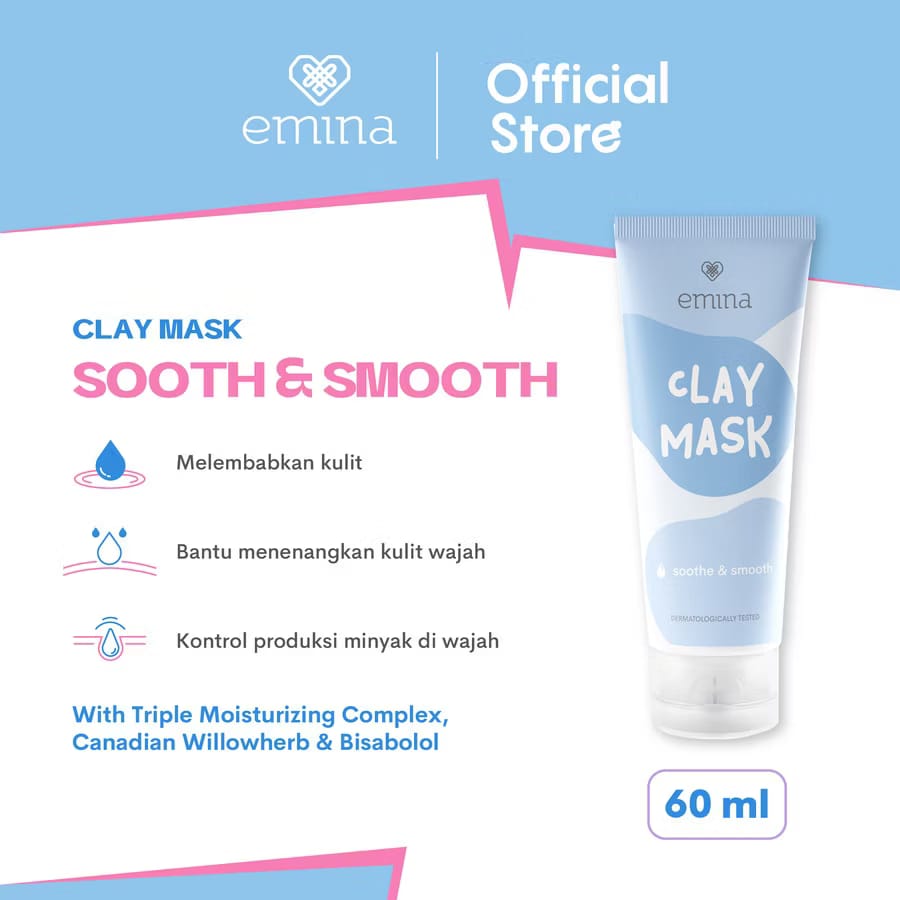 emina
Official
Store
CLAY MASK
SOOTH & SMOOTH
Melembabkan kulit
Bantu menenangkan kulit wajah
Kontrol produksi minyak di wajah
With Triple Moisturizing Complex,
Canadian Willowherb & Bisabolol
emina
CLAY
MASK
soothe & smooth
DERMATOLOGICALLY TESTED
60 ml